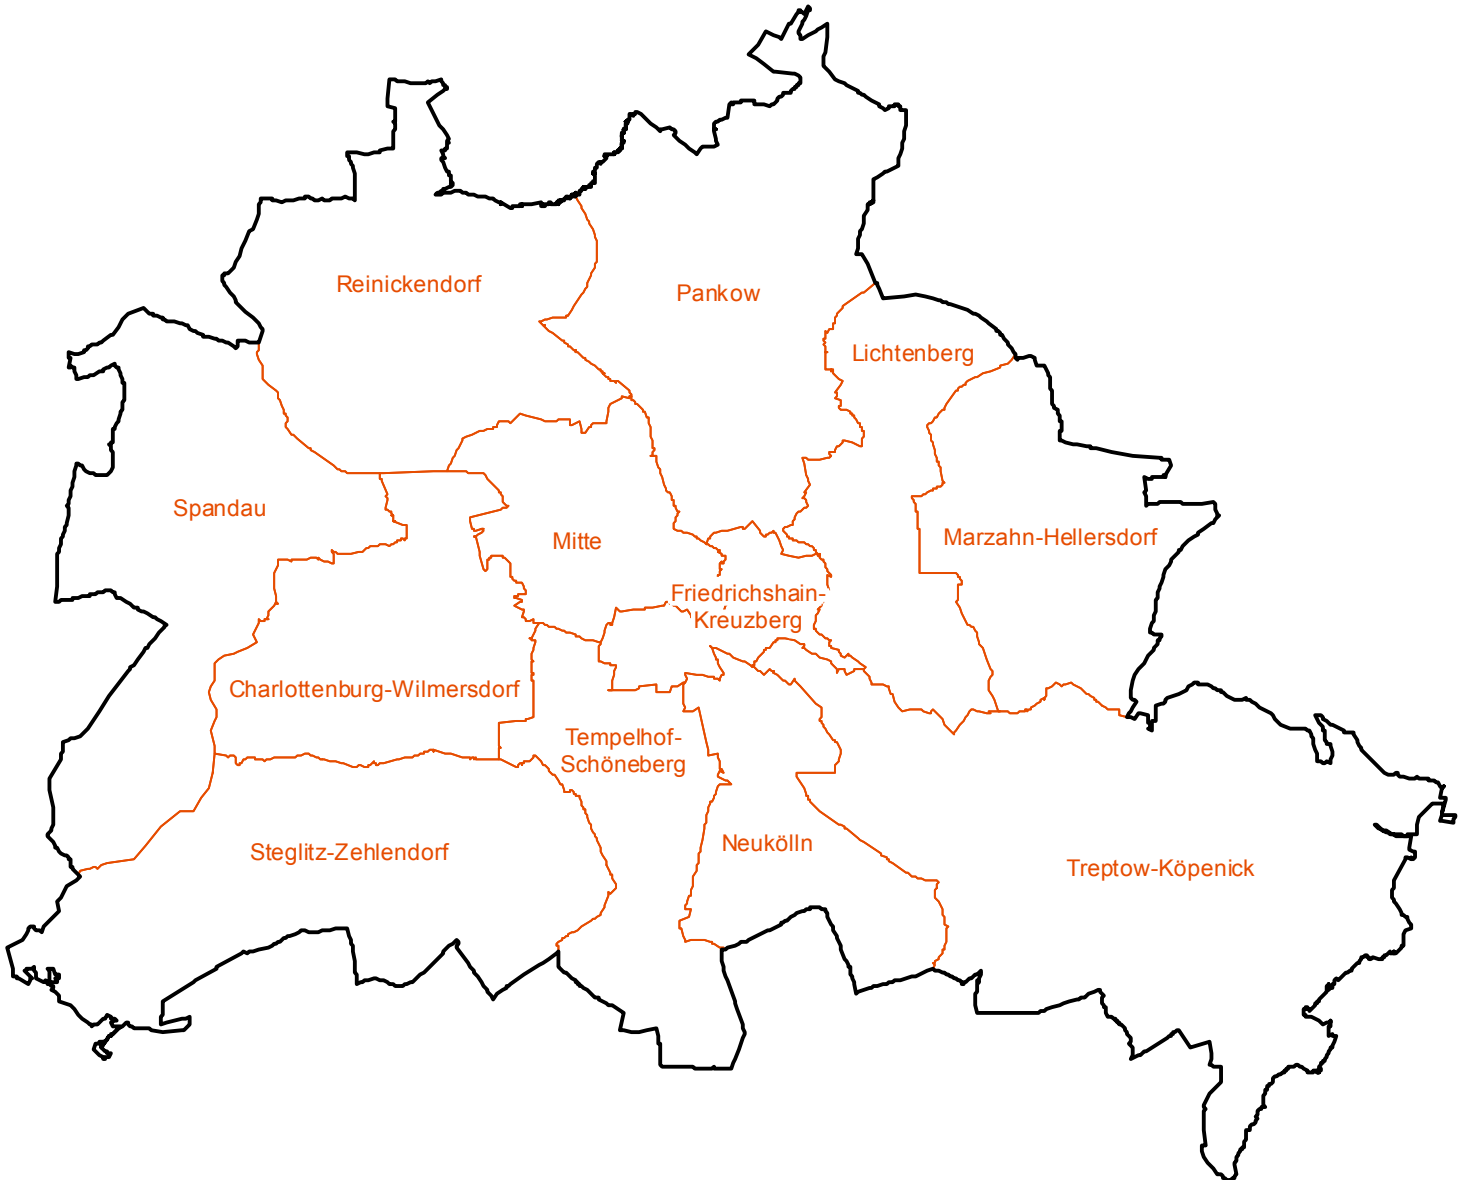 Reinickendorf
Pankow
Lichtenberg
Spandau
Mitte
Marzahn-Hellersdorf
Friedrichshain-
Kreuzberg
Charlottenburg-Wilmersdorf
Tempelhof-
Schöneberg
Neukölln
Steglitz-Zehlendorf
Treptow-Köpenick